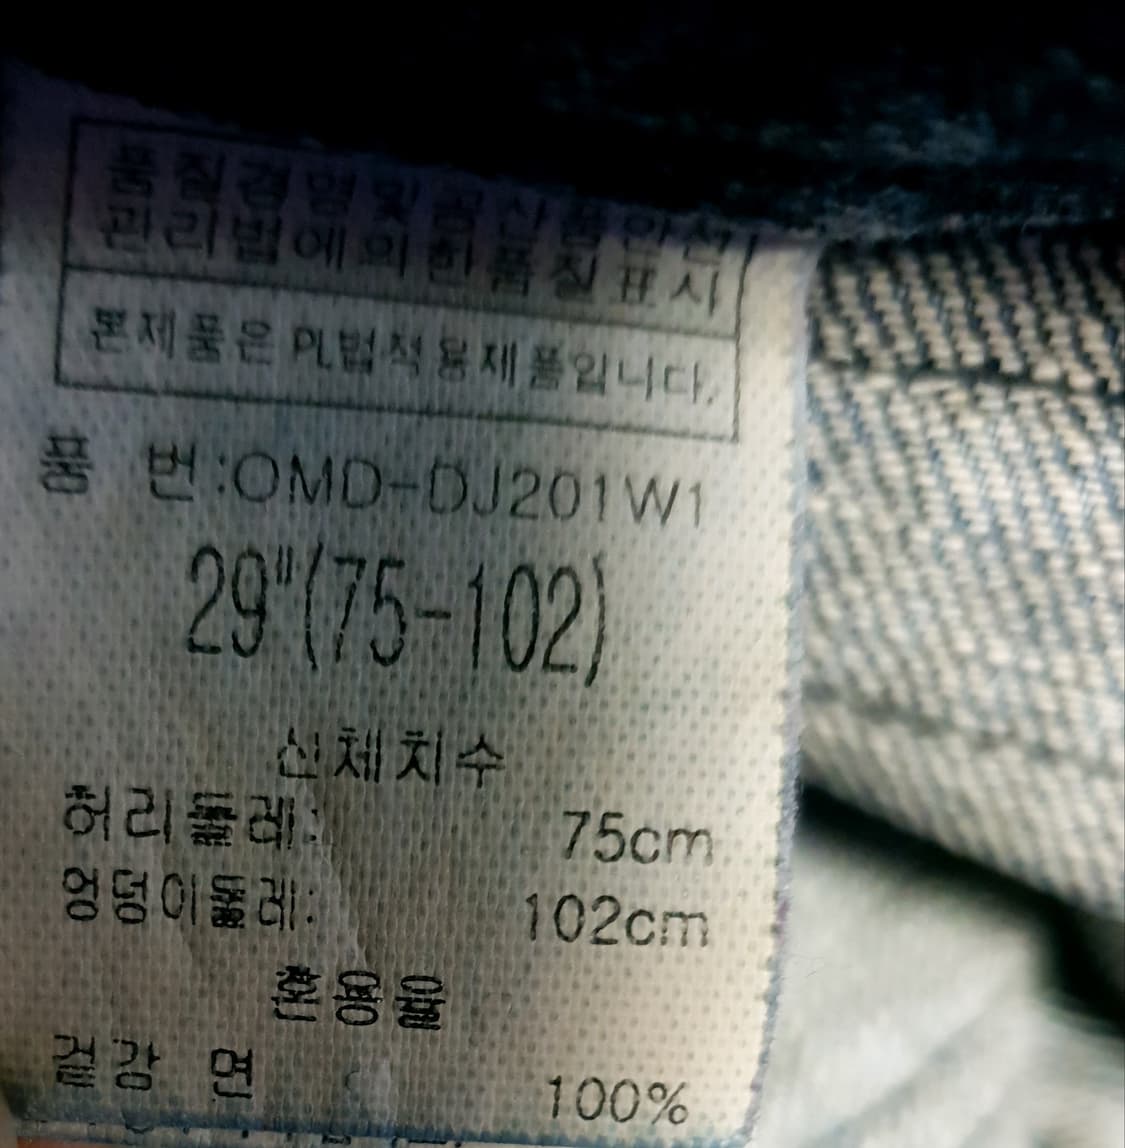 품질경영및공산품안전
관리법에의한품질표시
본제품은 PL법적용제품입니다.
품 번:OMD-DJ201W1
29"(75-102)
신체치수
허리둘레: 75cm
엉덩이둘레: 102cm
혼용율
겉감 면 100%